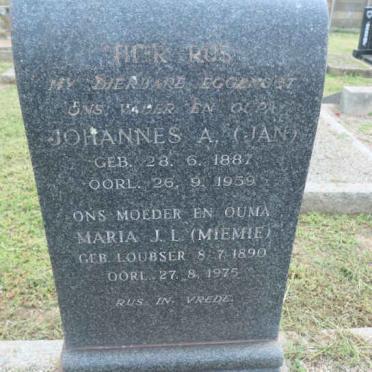 HIER RUS
MY DIERBARE EGGENOOT
ONS VADER EN OUPA
JOHANNES A. (JAN)
GEB. 28. 6. 1887
OORL. 26. 9. 1959
ONS MOEDER EN OUMA
MARIA J. L. (MIEMIE)
GEB. LOUBSER 8. 7. 1890
OORL. 27. 8. 1975
RUS IN VREDE.